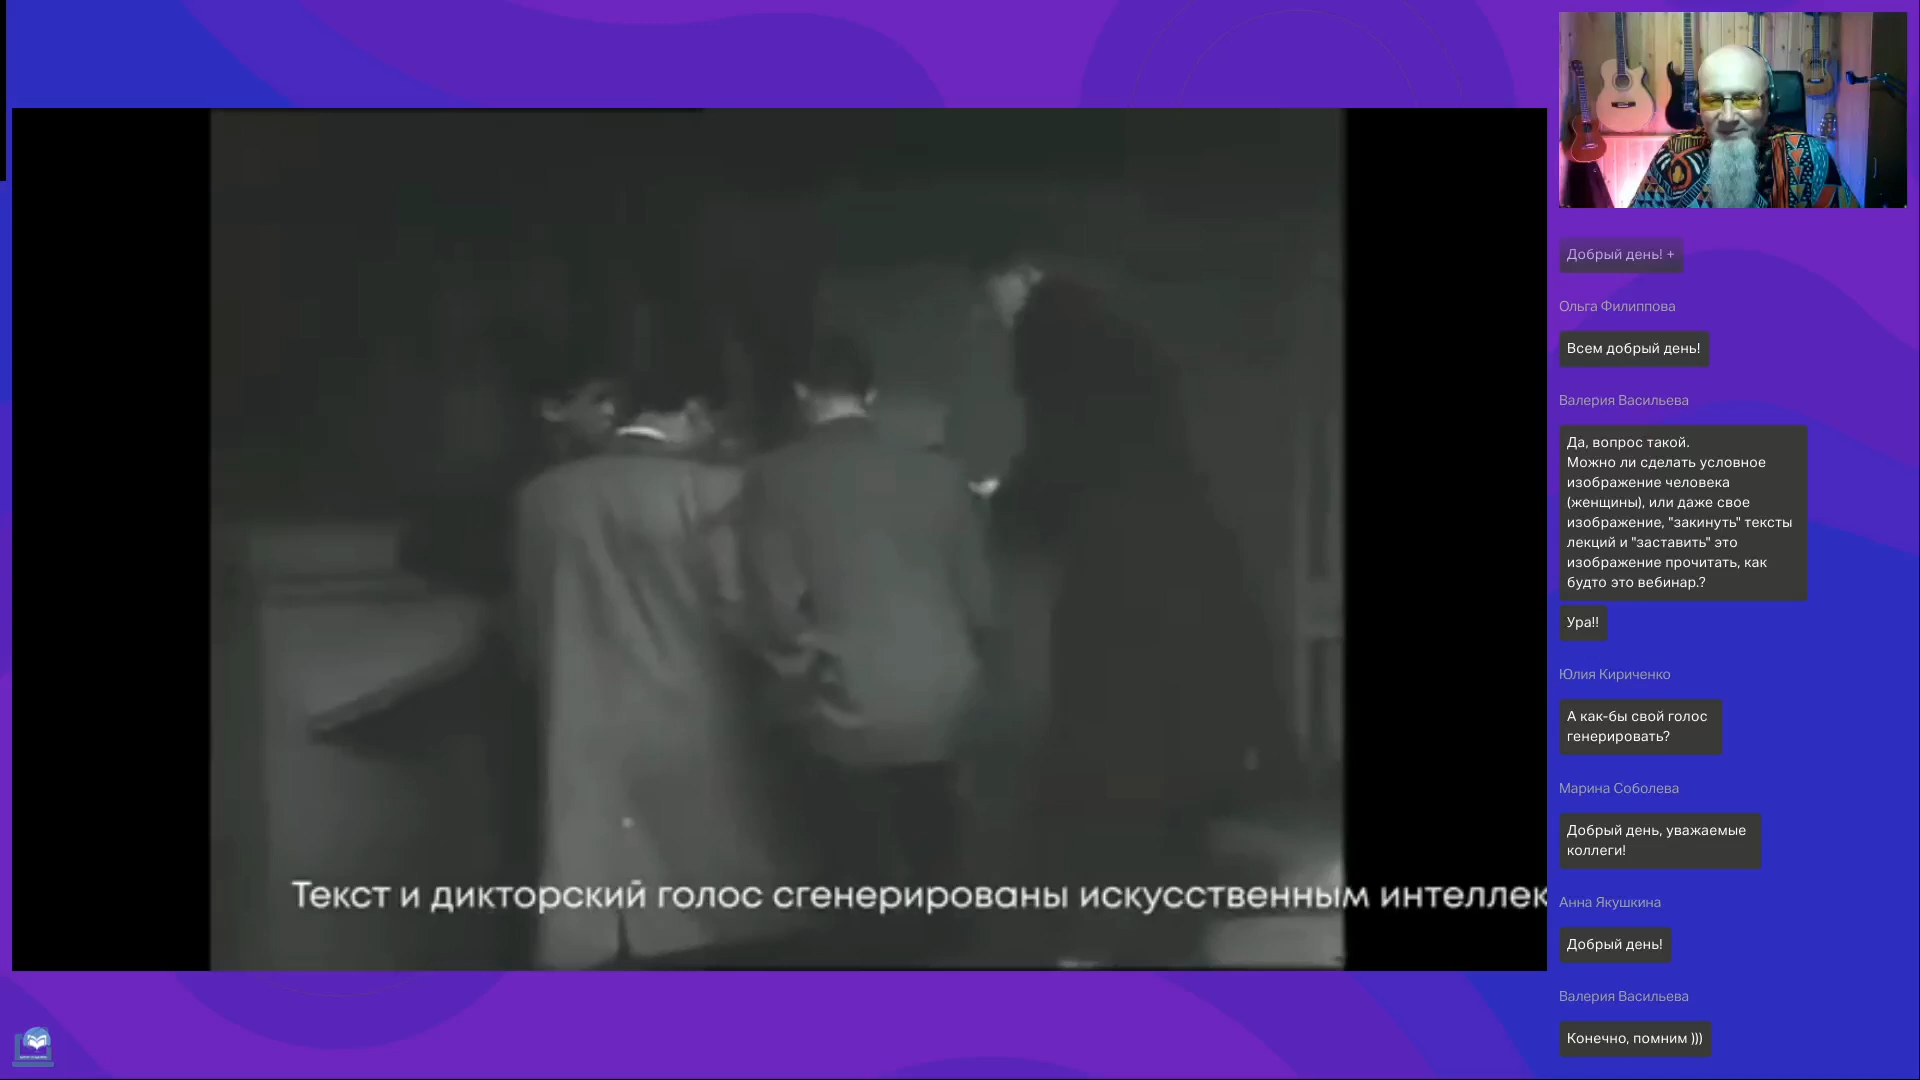 Текст и дикторский голос сгенерированы искусственным интеллек
Добрый день! +
Ольга Филиппова
Всем добрый день!
Валерия Васильева
Да, вопрос такой.
Можно ли сделать условное
изображение человека
(женщины), или даже свое
изображение, "закинуть" тексты
лекций и "заставить" это
изображение прочитать, как
будто это вебинар.?
Ура!!
Юлия Кириченко
А как-бы свой голос
генерировать?
Марина Соболева
Добрый день, уважаемые
коллеги!
Анна Якушкина
Добрый день!
Валерия Васильева
Конечно, помним )))